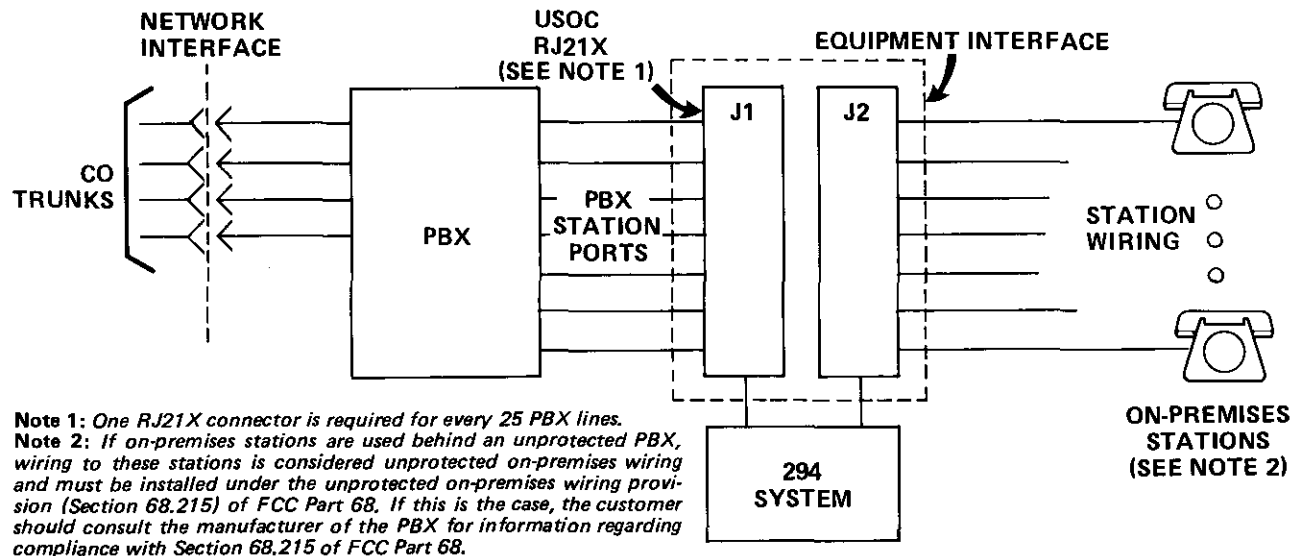 NETWORK
INTERFACE
USOC
RJ21X
(SEE NOTE 1)
EQUIPMENT INTERFACE
J1
J2
CO
TRUNKS
PBX
PBX
STATION
PORTS
STATION
WIRING
294
SYSTEM
ON-PREMISES
STATIONS
(SEE NOTE 2)
Note 1: One RJ21X connector is required for every 25 PBX lines.
Note 2: If on-premises stations are used behind an unprotected PBX,
wiring to these stations is considered unprotected on-premises wiring
and must be installed under the unprotected on-premises wiring provi-
sion (Section 68.215) of FCC Part 68. If this is the case, the customer
should consult the manufacturer of the PBX for information regarding
compliance with Section 68.215 of FCC Part 68.